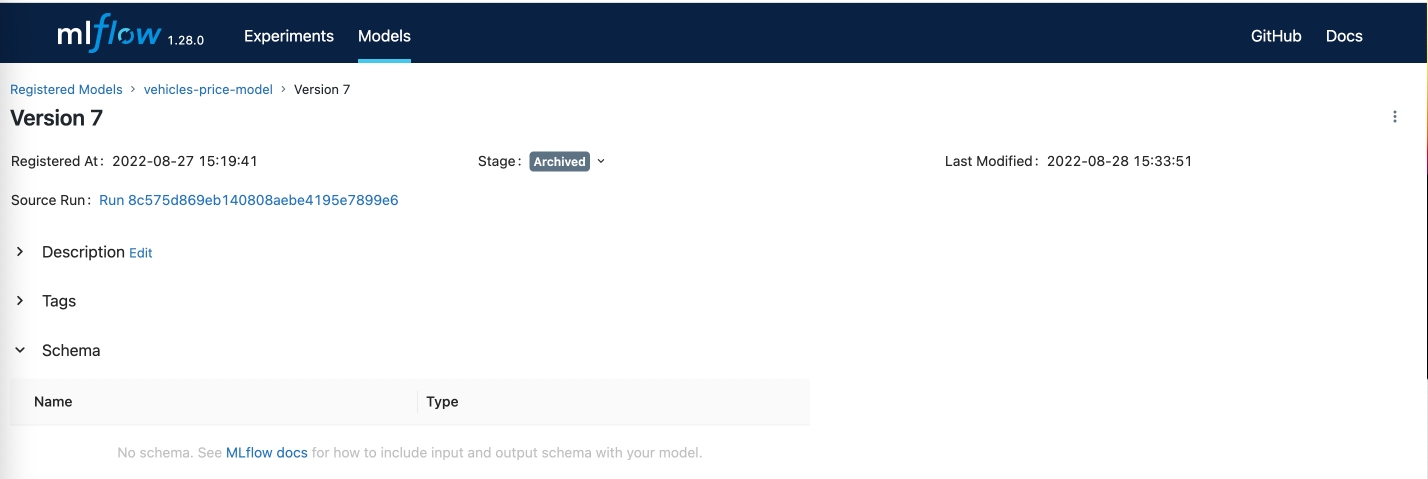 mlflow 1.28.0 Experiments Models GitHub Docs
Registered Models > vehicles-price-model > Version 7
Version 7
Registered At: 2022-08-27 15:19:41 Stage: Archived Last Modified: 2022-08-28 15:33:51
Source Run: Run 8c575d869eb140808aebe4195e7899e6
Description Edit
Tags
Schema
Name Type
No schema. See MLflow docs for how to include input and output schema with your model.